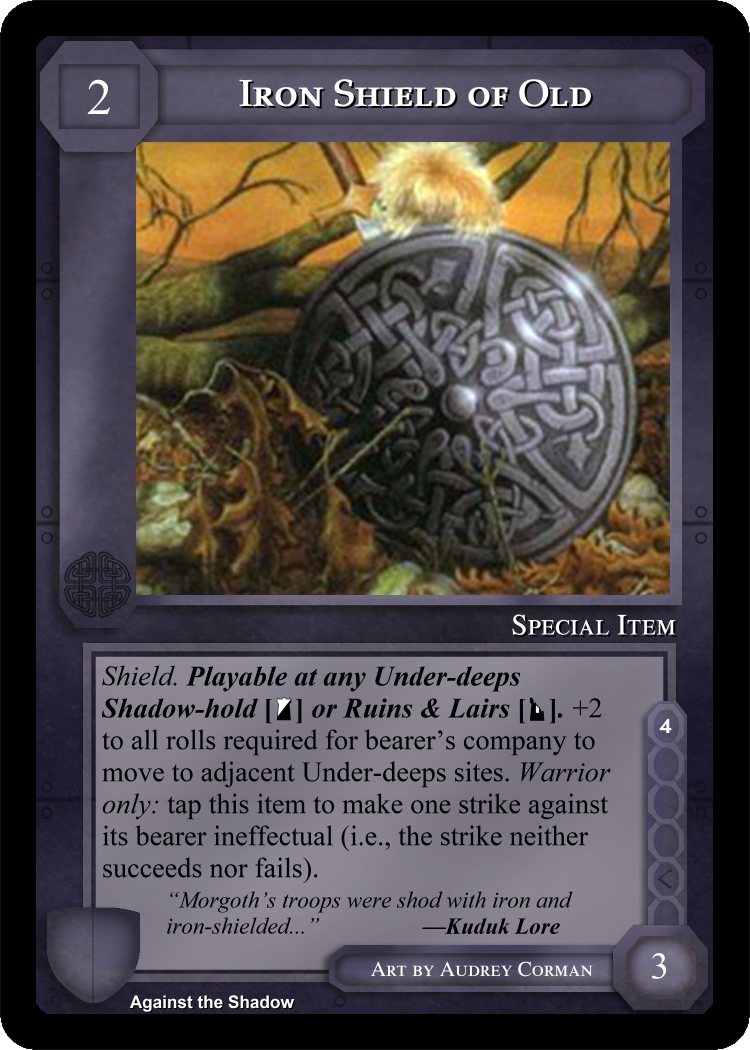 2
Iron Shield of Old
Special Item
Shield. Playable at any Under-deeps
Shadow-hold [] or Ruins & Lairs []. +2
to all rolls required for bearer's company to
move to adjacent Under-deeps sites. Warrior
only: tap this item to make one strike against
its bearer ineffectual (i.e., the strike neither
succeeds nor fails).
4
“Morgoth's troops were shod with iron and
iron-shielded...” —Kuduk Lore
Art by Audrey Corman
3
Against the Shadow